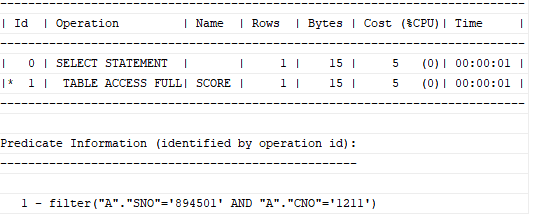 ---------------------------------------------------------------------------
| Id  | Operation         | Name  | Rows  | Bytes | Cost (%CPU)| Time     |
---------------------------------------------------------------------------
|   0 | SELECT STATEMENT  |       |     1 |    15 |     5   (0)| 00:00:01 |
|*  1 |  TABLE ACCESS FULL| SCORE |     1 |    15 |     5   (0)| 00:00:01 |
---------------------------------------------------------------------------
Predicate Information (identified by operation id):
---------------------------------------------------
   1 - filter("A"."SNO"='894501' AND "A"."CNO"='1211')